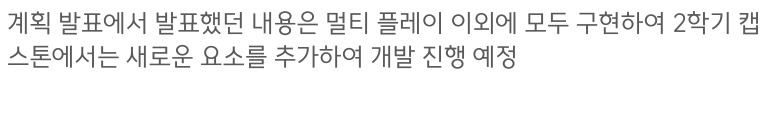 계획 발표에서 발표했던 내용은 멀티 플레이 이외에 모두 구현하여 2학기 캡
스톤에서는 새로운 요소를 추가하여 개발 진행 예정